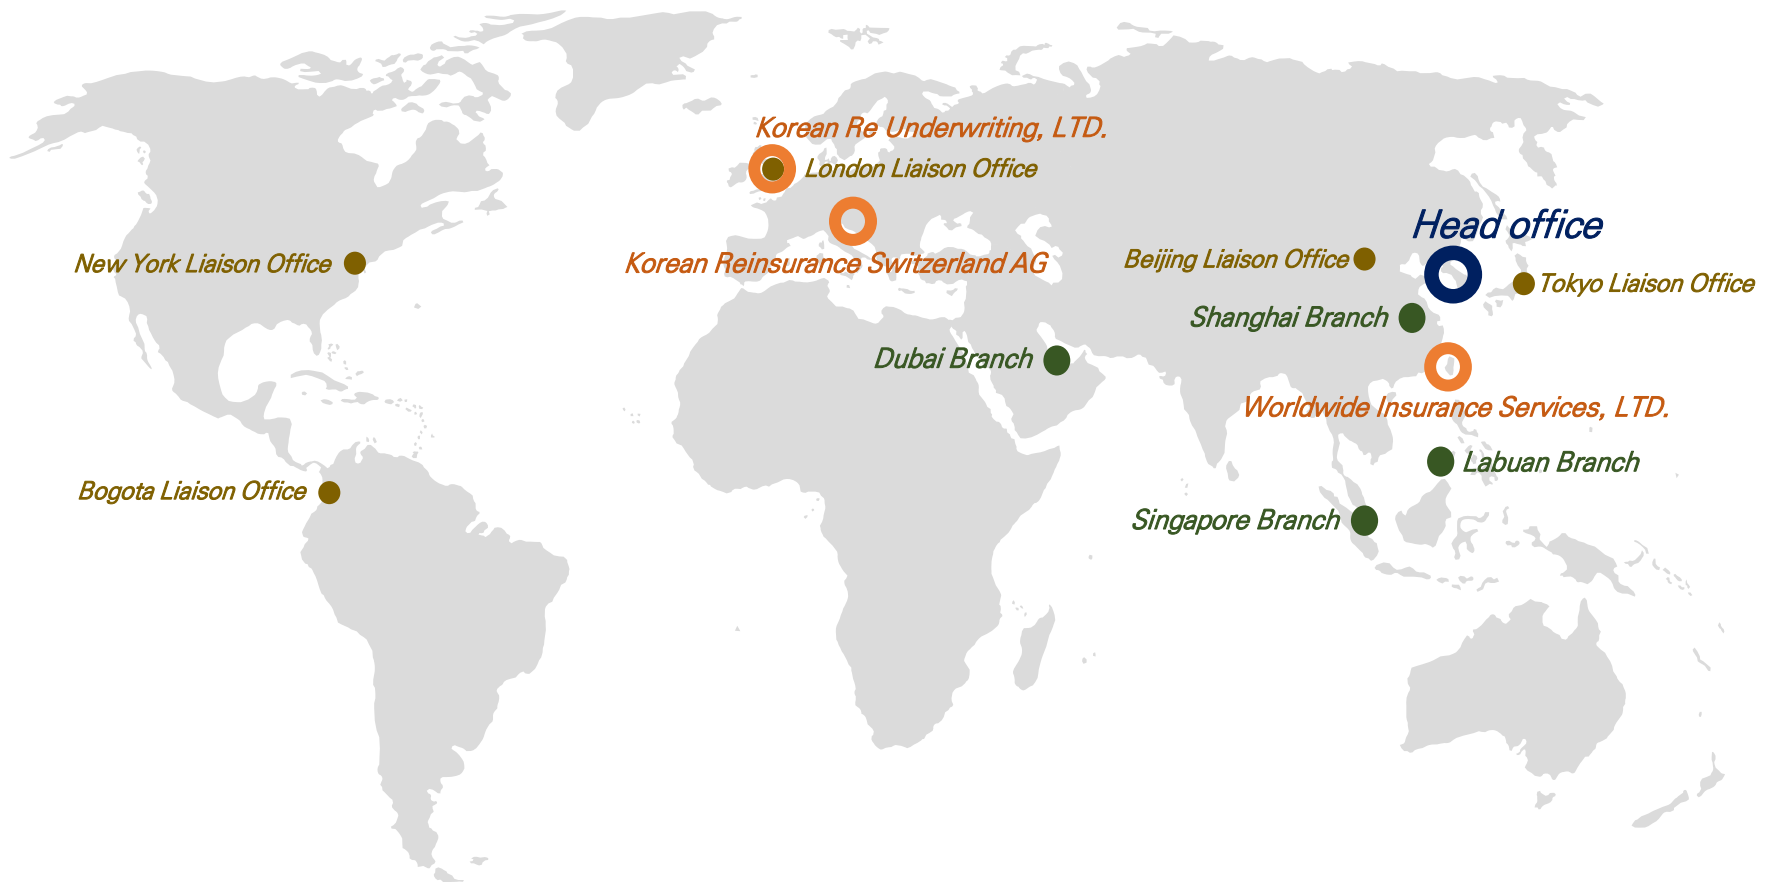 Korean Re Underwriting, LTD.
London Liaison Office
Head office
New York Liaison Office
Korean Reinsurance Switzerland AG
Beijing Liaison Office
Tokyo Liaison Office
Shanghai Branch
Dubai Branch
Worldwide Insurance Services, LTD.
Labuan Branch
Bogota Liaison Office
Singapore Branch